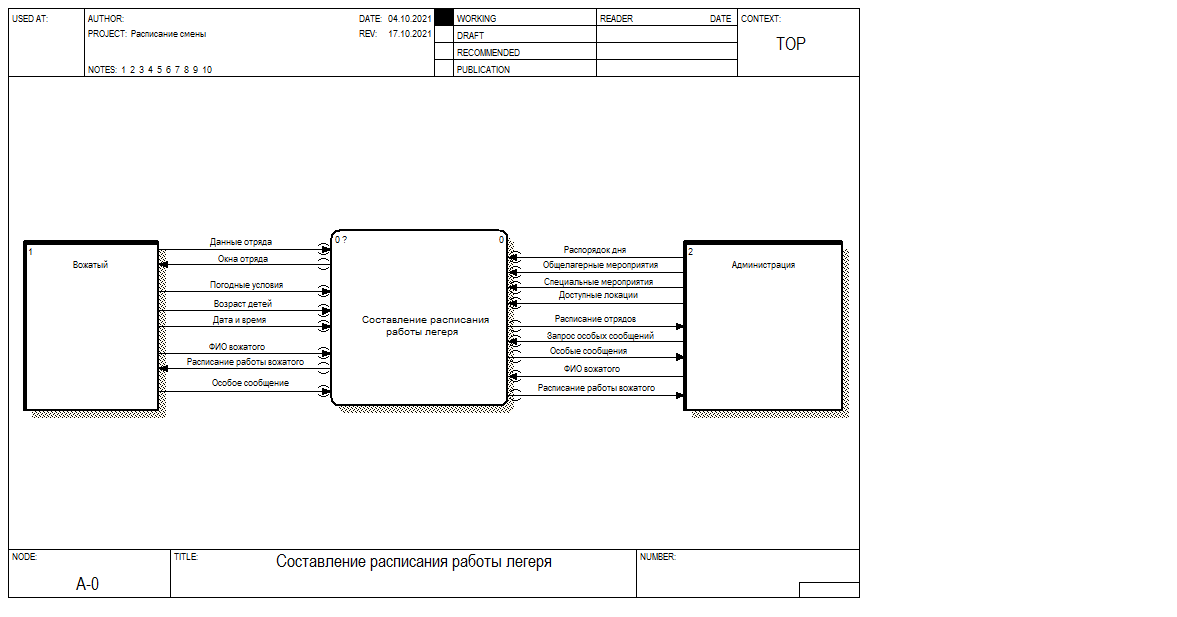 USED AT:
AUTHOR:
DATE: 04.10.2021
WORKING
READER
DATE
CONTEXT:
PROJECT: Расписание смены
REV: 17.10.2021
DRAFT
TOP
RECOMMENDED
NOTES: 1 2 3 4 5 6 7 8 9 10
PUBLICATION
1
Вожатый
Данные отряда
Окна отряда
Погодные условия
Возраст детей
Дата и время
ФИО вожатого
Расписание работы вожатого
Особое сообщение
0 ?
0
Составление расписания
работы легеря
Распорядок дня
Общелагерные мероприятия
Специальные мероприятия
Доступные локации
Расписание отрядов
Запрос особых сообщений
Особые сообщения
ФИО вожатого
Расписание работы вожатого
2
Администрация
NODE:
TITLE:
Составление расписания работы легеря
NUMBER:
A-0